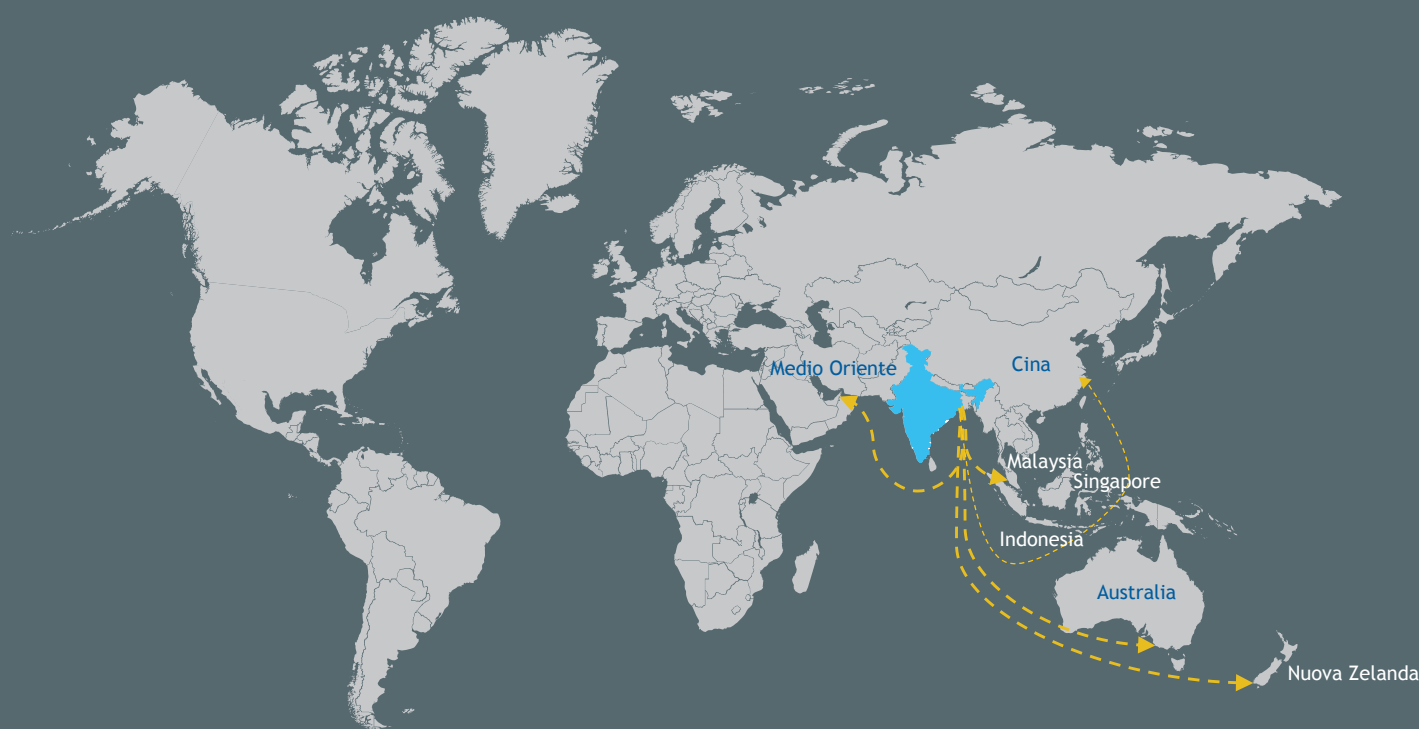 Medio Oriente
Cina
Malaysia
Singapore
Indonesia
Australia
Nuova Zelanda